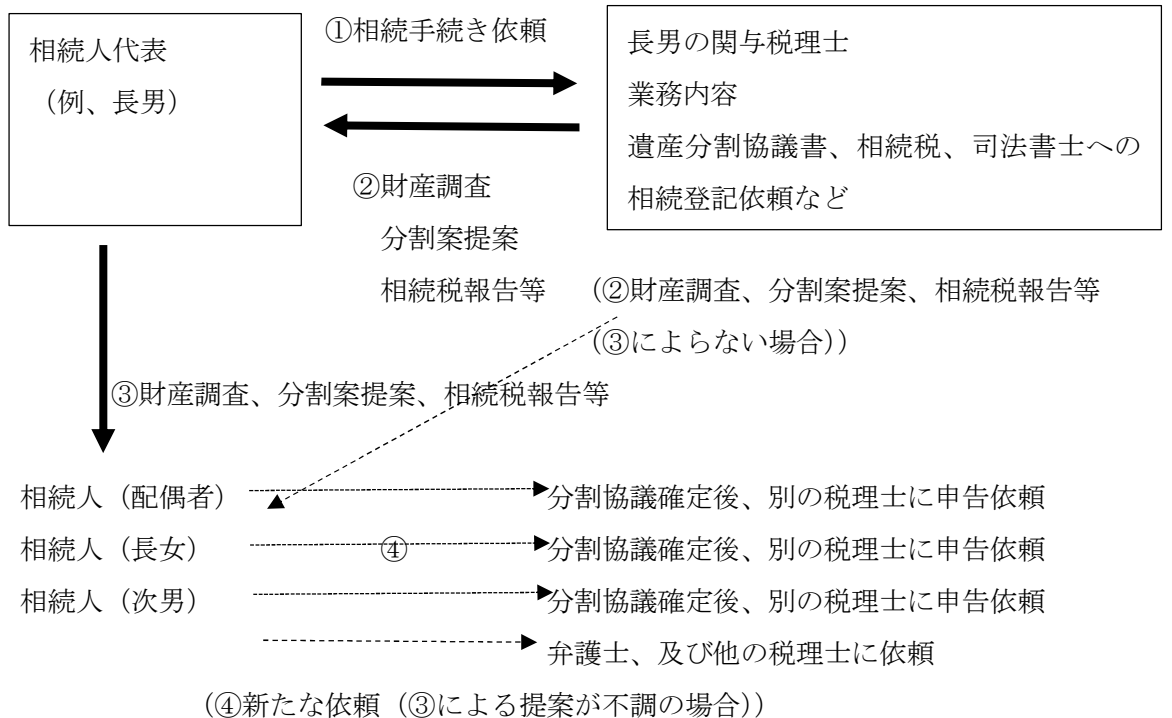 ①相続手続き依頼
相続人代表
（例、長男）
長男の関与税理士
業務内容
遺産分割協議書、相続税、司法書士への
相続登記依頼など
②財産調査
分割案提案
相続税報告等
（②財産調査、分割案提案、相続税報告等
（③によらない場合））
③財産調査、分割案提案、相続税報告等
相続人（配偶者）
分割協議確定後、別の税理士に申告依頼
相続人（長女）
④
分割協議確定後、別の税理士に申告依頼
相続人（次男）
分割協議確定後、別の税理士に申告依頼
弁護士、及び他の税理士に依頼
（④新たな依頼（③による提案が不調の場合））